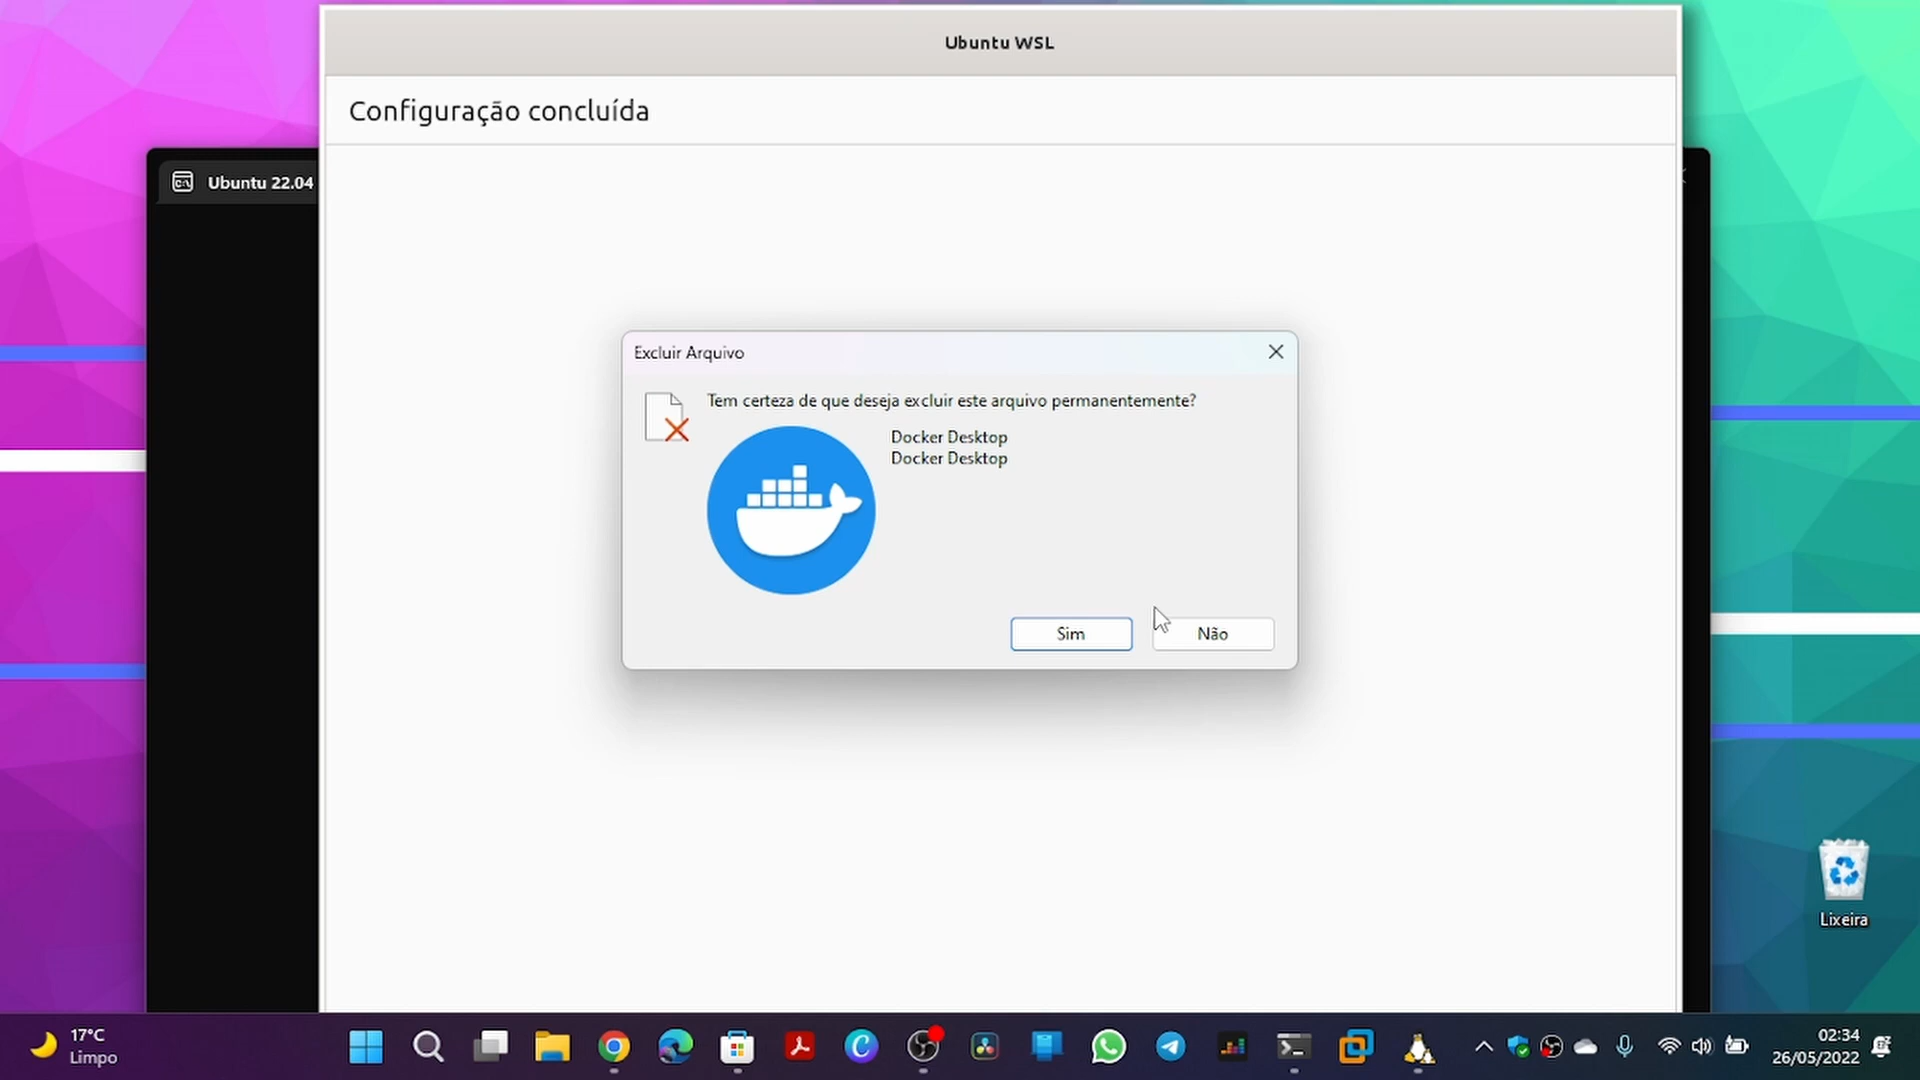 Ubuntu WSL
Configuração concluída
Ubuntu 22.04
Excluir Arquivo
Tem certeza de que deseja excluir este arquivo permanentemente?
Docker Desktop
Docker Desktop
Sim
Não
Lixeira
17°C
Limpo
02:34
26/05/2022